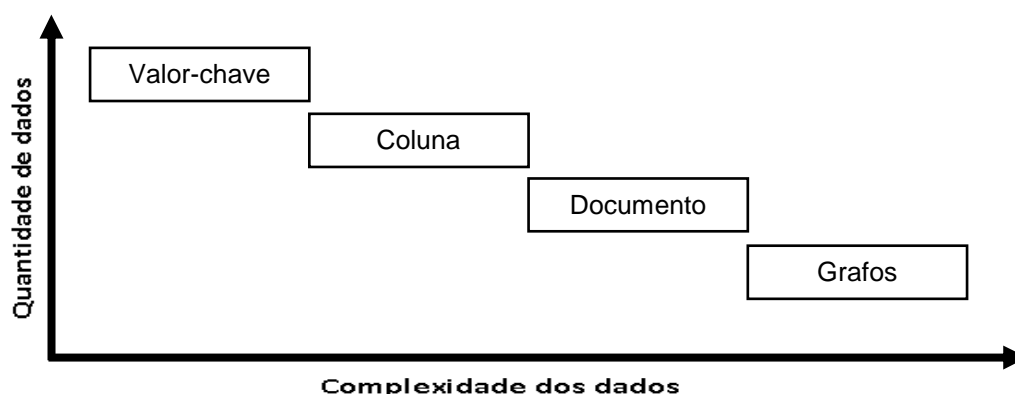 Quantidade de dados
Valor-chave
Coluna
Documento
Grafos
Complexidade dos dados